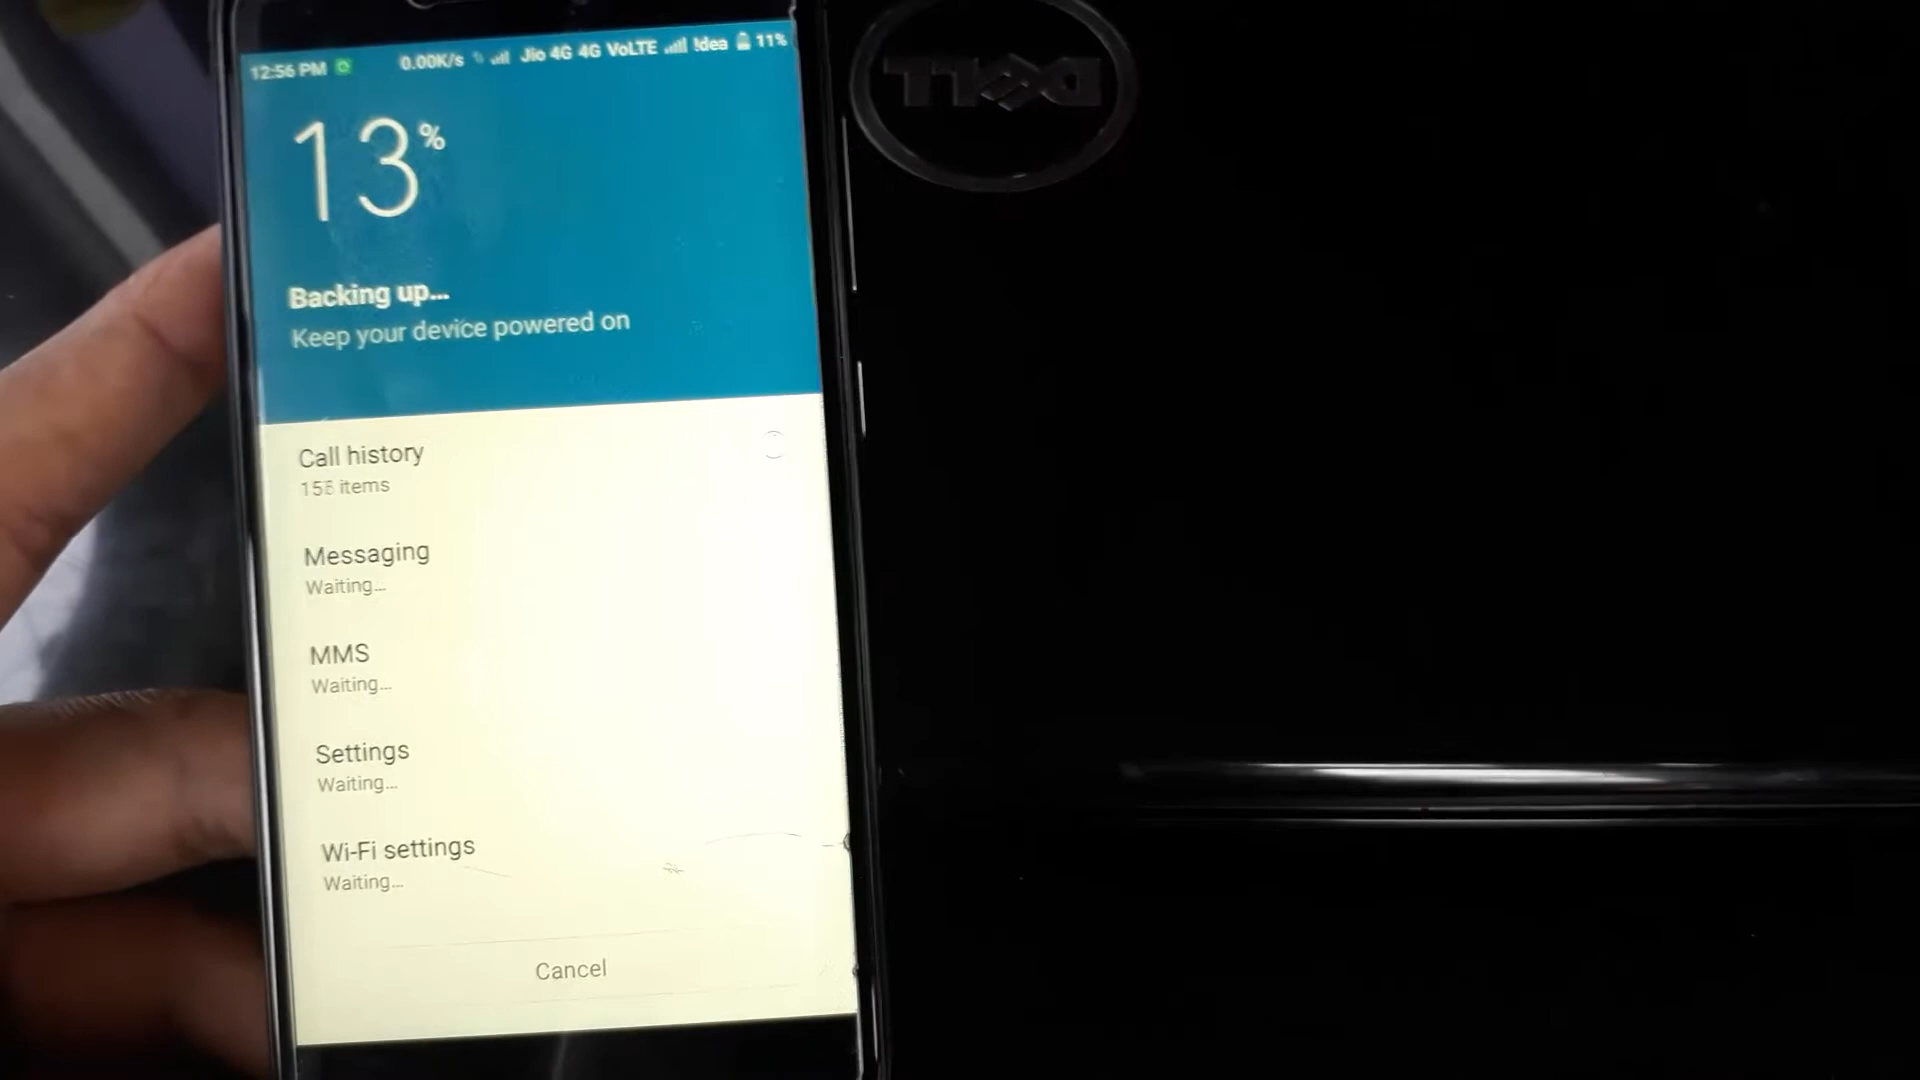 12:56 PM 0.00K/s Jio 4G 4G VoLTE !dea 11%
13%
Backing up...
Keep your device powered on
Call history
items
Messaging
Waiting...
MMS
Waiting...
Settings
Waiting...
Wi-Fi settings
Waiting...
Cancel
DELL